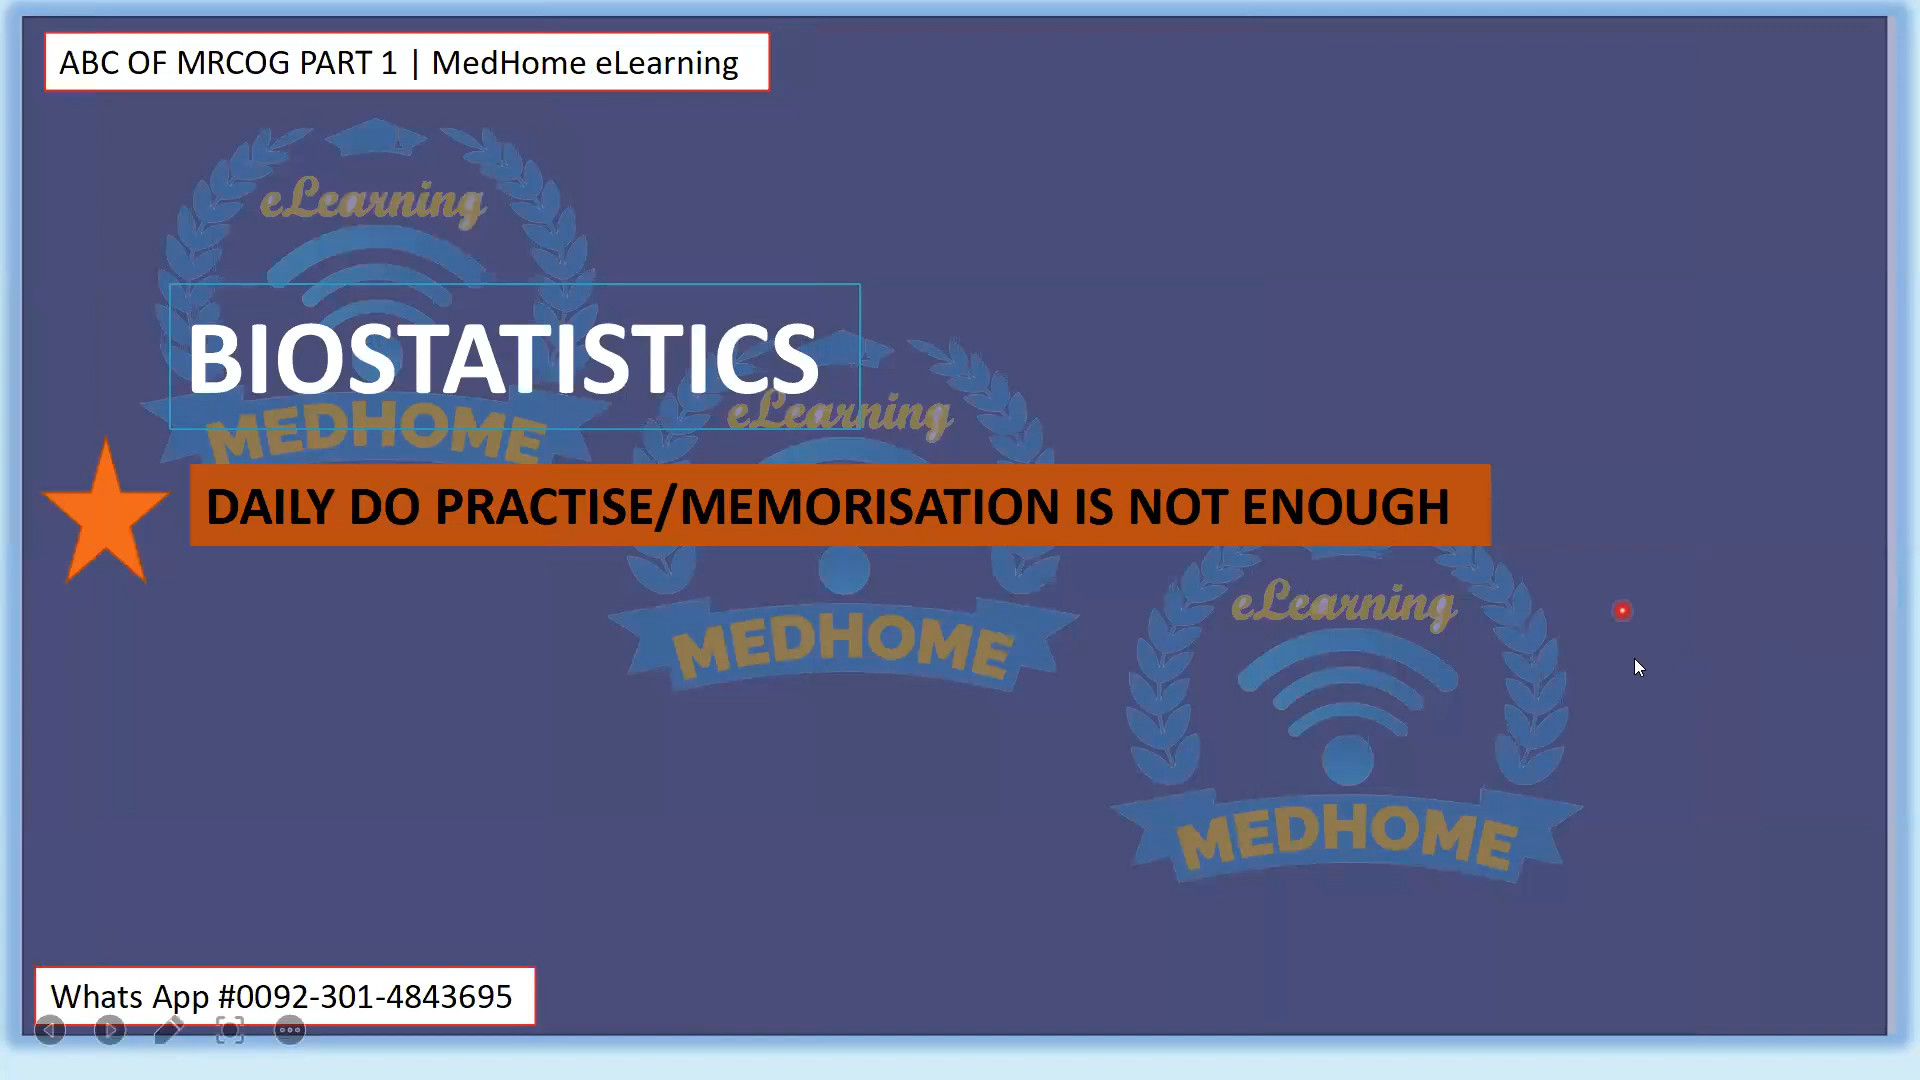 ABC OF MRCOG PART 1 | MedHome eLearning
eLearning
BIOSTATISTICS
MEDHOME
eLearning
DAILY DO PRACTISE/MEMORISATION IS NOT ENOUGH
MEDHOME
eLearning
MEDHOME
Whats App #0092-301-4843695